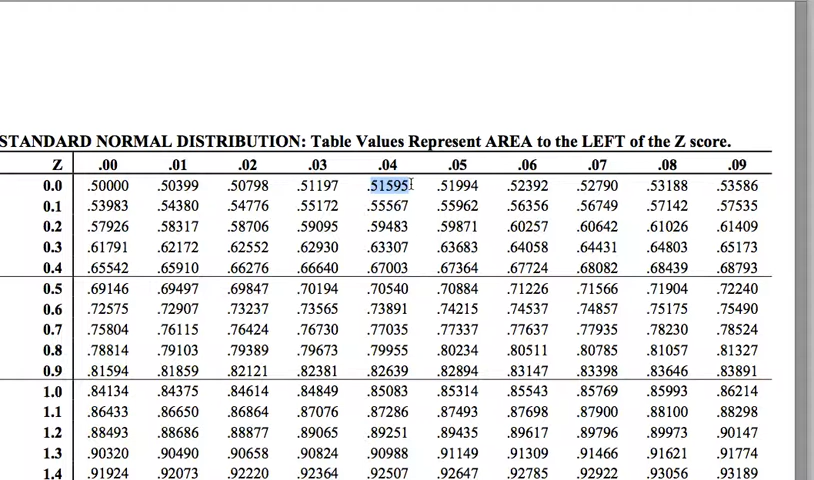 STANDARD NORMAL DISTRIBUTION: Table Values Represent AREA to the LEFT of the Z score.
Z .00 .01 .02 .03 .04 .05 .06 .07 .08 .09
0.0 .50000 .50399 .50798 .51197 .51595 .51994 .52392 .52790 .53188 .53586
0.1 .53983 .54380 .54776 .55172 .55567 .55962 .56356 .56749 .57142 .57535
0.2 .57926 .58317 .58706 .59095 .59483 .59871 .60257 .60642 .61026 .61409
0.3 .61791 .62172 .62552 .62930 .63307 .63683 .64058 .64431 .64803 .65173
0.4 .65542 .65910 .66276 .66640 .67003 .67364 .67724 .68082 .68439 .68793
0.5 .69146 .69497 .69847 .70194 .70540 .70884 .71226 .71566 .71904 .72240
0.6 .72575 .72907 .73237 .73565 .73891 .74215 .74537 .74857 .75175 .75490
0.7 .75804 .76115 .76424 .76730 .77035 .77337 .77637 .77935 .78230 .78524
0.8 .78814 .79103 .79389 .79673 .79955 .80234 .80511 .80785 .81057 .81327
0.9 .81594 .81859 .82121 .82381 .82639 .82894 .83147 .83398 .83646 .83891
1.0 .84134 .84375 .84614 .84849 .85083 .85314 .85543 .85769 .85993 .86214
1.1 .86433 .86650 .86864 .87076 .87286 .87493 .87698 .87900 .88100 .88298
1.2 .88493 .88686 .88877 .89065 .89251 .89435 .89617 .89796 .89973 .90147
1.3 .90320 .90490 .90658 .90824 .90988 .91149 .91309 .91466 .91621 .91774
1.4 .91924 .92073 .92220 .92364 .92507 .92647 .92785 .92922 .93056 .93189